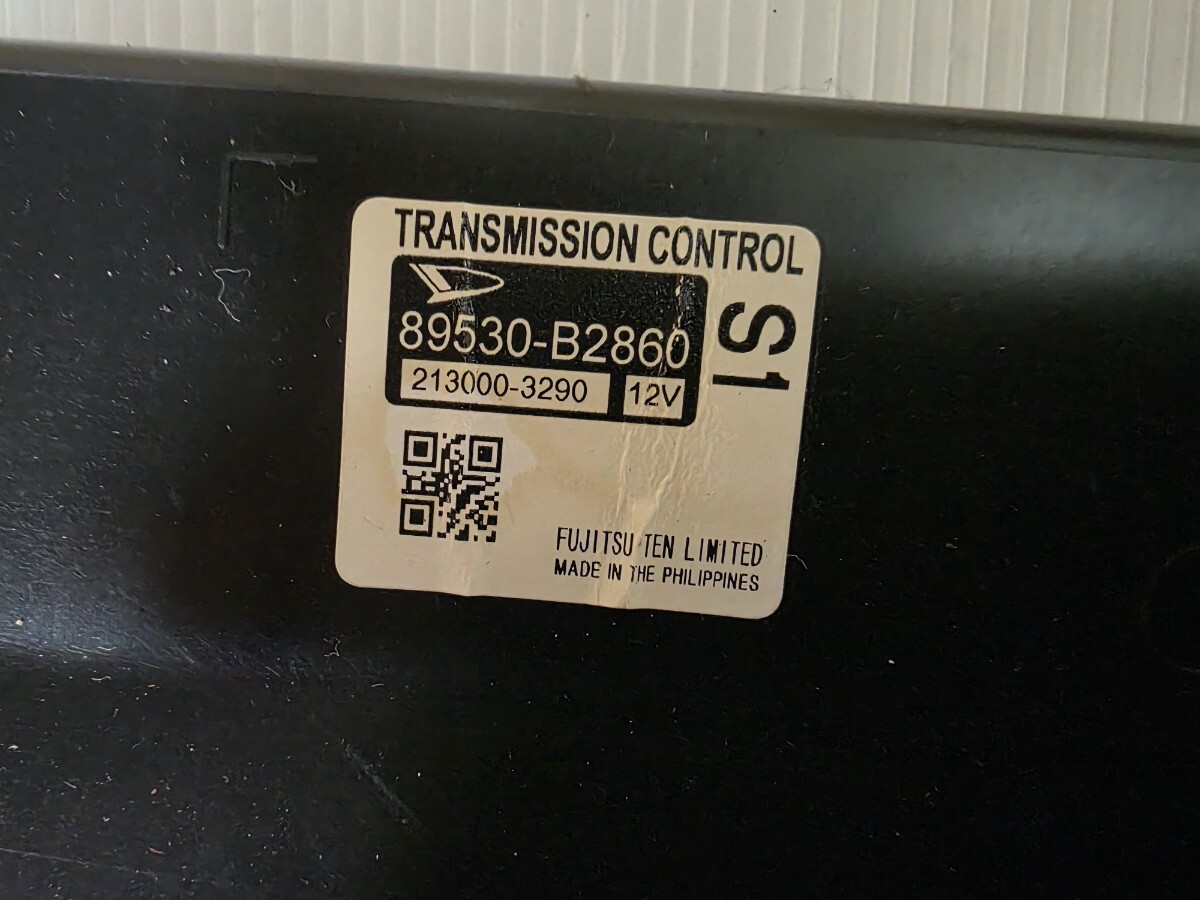 TRANSMISSION CONTROL
89530-B2860
213000-3290 12V
S1
FUJITSU TEN LIMITED
MADE IN THE PHILIPPINES